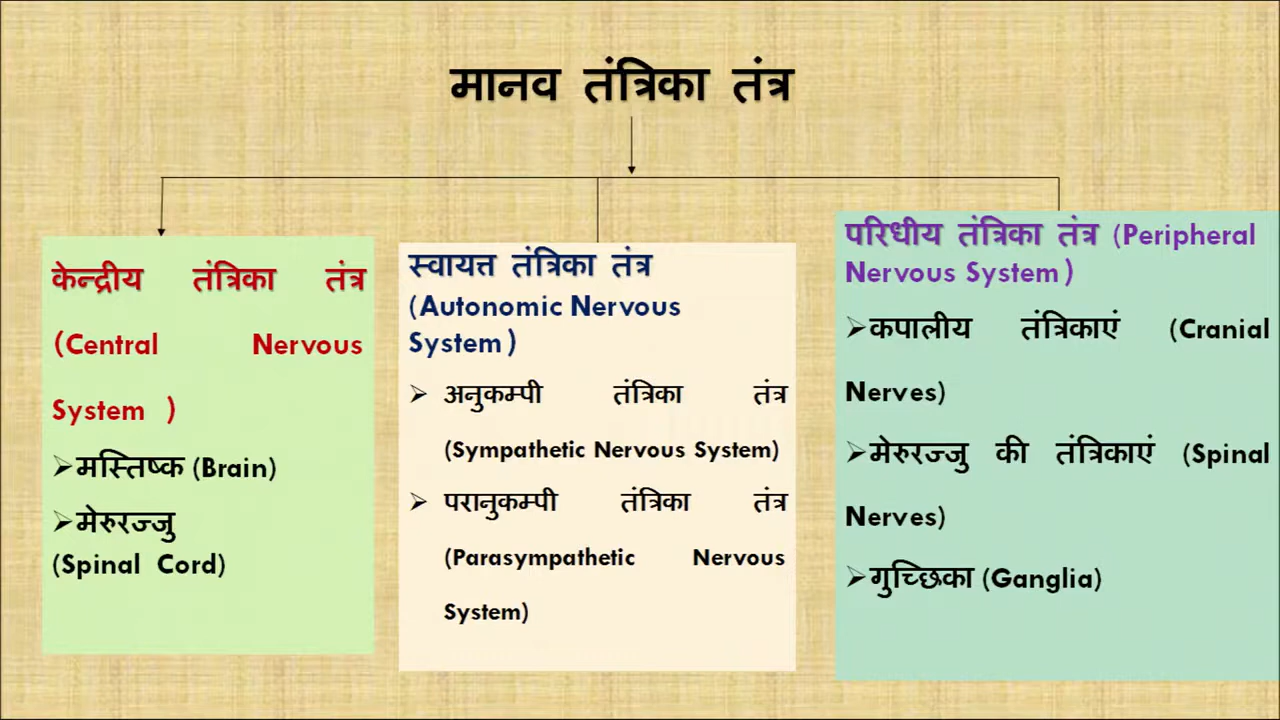 मानव तंत्रिका तंत्र
केन्द्रीय तंत्रिका तंत्र
(Central Nervous
System )
➢मस्तिष्क (Brain)
➢मेरुरज्जु
(Spinal Cord)
स्वायत्त तंत्रिका तंत्र
(Autonomic Nervous
System)
➢ अनुकम्पी तंत्रिका तंत्र
(Sympathetic Nervous System)
➢ परानुकम्पी तंत्रिका तंत्र
(Parasympathetic Nervous
System)
परिधीय तंत्रिका तंत्र (Peripheral
Nervous System)
➢कपालीय तंत्रिकाएं (Cranial
Nerves)
➢मेरुरज्जु की तंत्रिकाएं (Spinal
Nerves)
➢गुच्छिका (Ganglia)